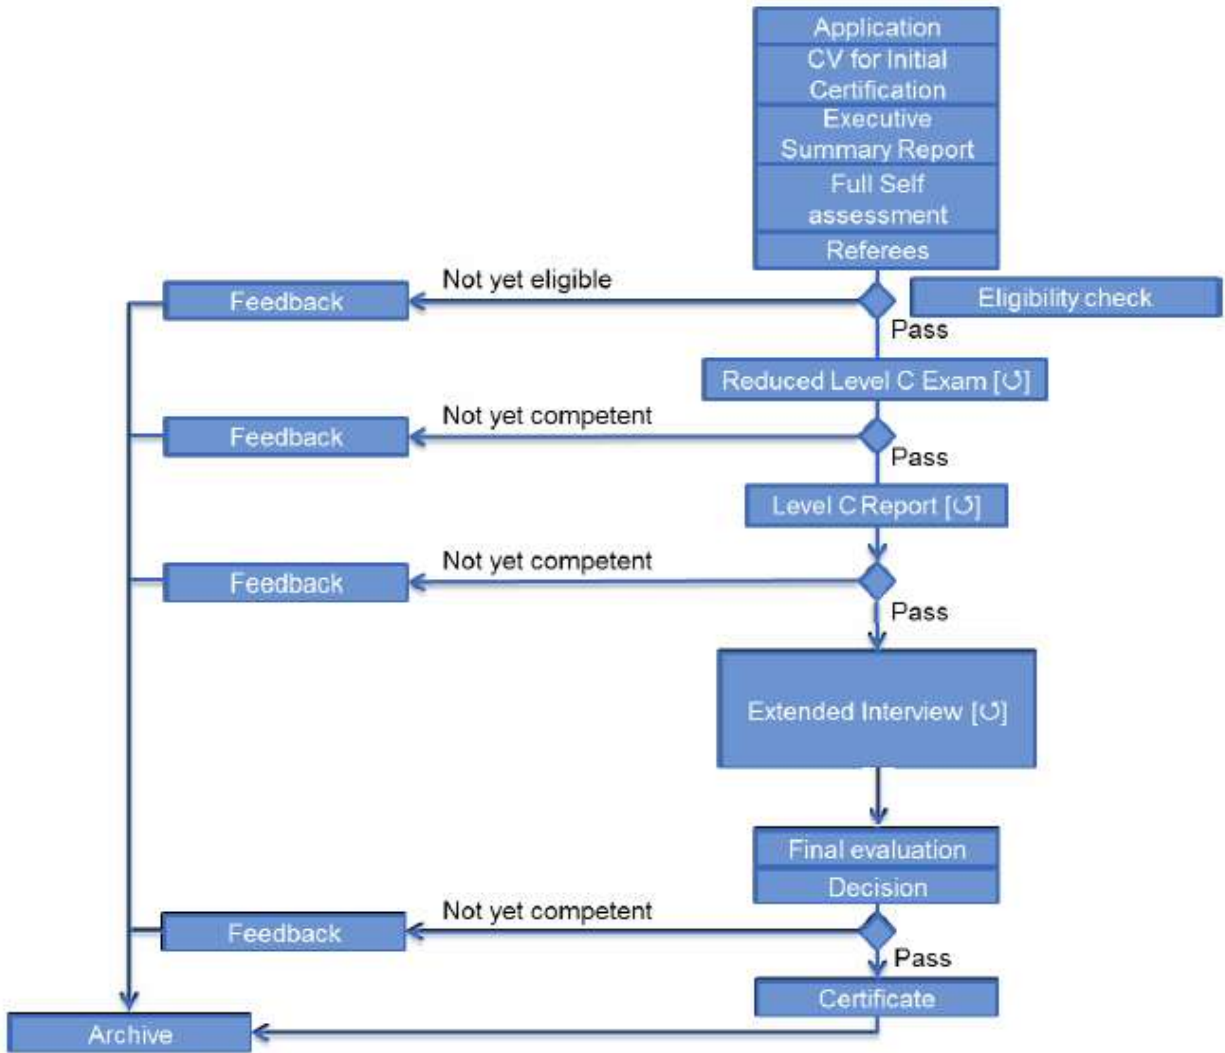 Application
CV for Initial
Certification
Executive
Summary Report
Full Self
assessment
Referees
Not yet eligible
Feedback
Eligibility check
Pass
Reduced Level C Exam [↺]
Not yet competent
Feedback
Pass
Level C Report [↺]
Not yet competent
Feedback
Pass
Extended Interview [↺]
Final evaluation
Decision
Not yet competent
Feedback
Pass
Certificate
Archive